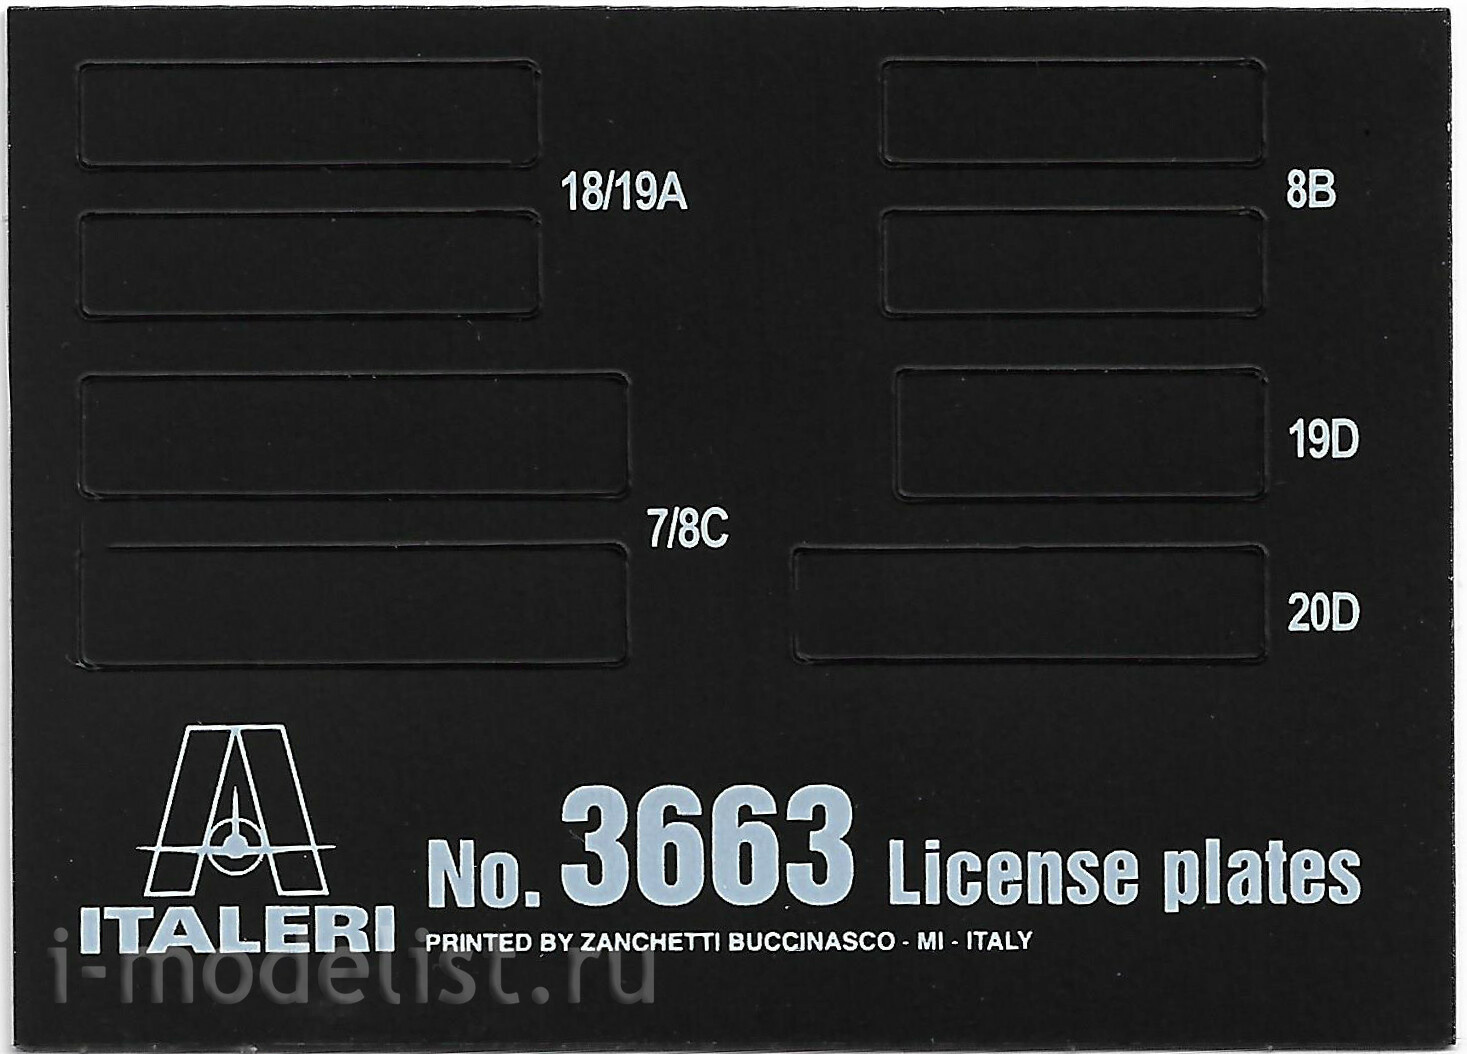 18/19A
8B
19D
7/8C
20D
No. 3663 License plates
ITALERI
PRINTED BY ZANCHETTI BUCCINASCO - MI - ITALY
i-modelist.ru